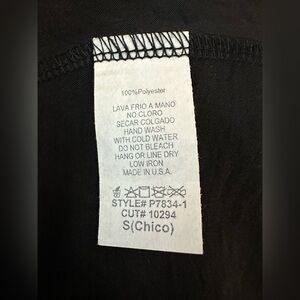 100%Polyester
LAVA FRIO A MANO
NO CLORO
SECAR COLGADO
HAND WASH
WITH COLD WATER
DO NOT BLEACH
HANG OR LINE DRY
LOW IRON
MADE IN U.S.A.
STYLE# P7834-1
CUT# 10294
S(Chico)